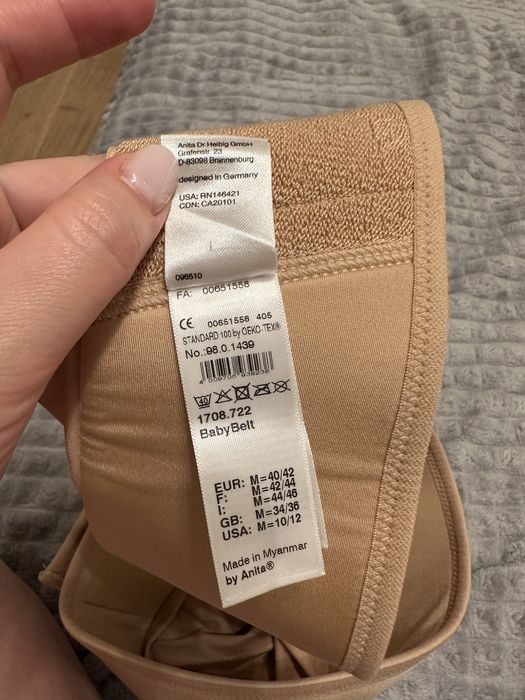 Anita Dr Helbig GmbH
Grafenstr. 23
D-83098 Brannenburg
designed in Germany
USA: RN146421
CDN: CA20101
096510
FA: 00651558
CE 00651558 405
STANDARD 100 by OEKO-TEX®
No.:98.0.1439
40
1708.722
BabyBelt
EUR: M=40/42
F: M=42/44
I: M=44/46
GB: M=34/36
USA: M=10/12
Made in Myanmar
by Anita®